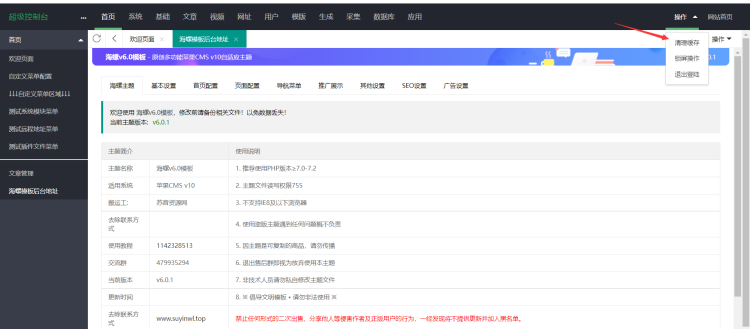 超级控制台
首页 系统 基础 文章 视频 网址 用户 模版 生成 采集 数据库 应用
操作 网站首页
首页
欢迎页面
海螺模板后台地址
操作
清理缓存
锁屏操作
退出登陆
欢迎页面
自定义菜单配置
↓↓↓自定义菜单区域↓↓↓
测试系统模块菜单
测试远程地址菜单
测试插件文件菜单
文章管理
海螺模板后台地址
海螺v6.0模板 - 原创多功能苹果CMS v10自适应主题
海螺主题 基本设置 首页配置 页面配置 导航菜单 推广展示 其他设置 SEO设置 广告设置
欢迎使用 海螺v6.0模板，修改前请备份相关文件！以免数据丢失！
当前主题版本：v6.0.1
主题简介 使用说明
主题名称 海螺v6.0模板 1. 推荐使用PHP版本≥7.0-7.2
适用系统 苹果CMS v10 2. 主题文件读写权限755
搬运工： 苏音资源网 3. 不支持IE8及以下浏览器
去除联系方式 4. 使用盗版主题遇到任何问题概不负责
使用教程 1142328513 5. 因主题是可复制的商品，请勿传播
交流群 479935294 6. 退出售后群即视为放弃使用本主题
当前版本 v6.0.1 7. 非技术人员请勿私自修改主题文件
更新时间 8. ※ 倡导文明模板 • 请勿非法使用 ※
去除联系方式 www.suyinwl.top 禁止任何形式的二次出售、分享他人等侵害作者及正版用户的行为，一经发现将不提供更新并加入黑名单。